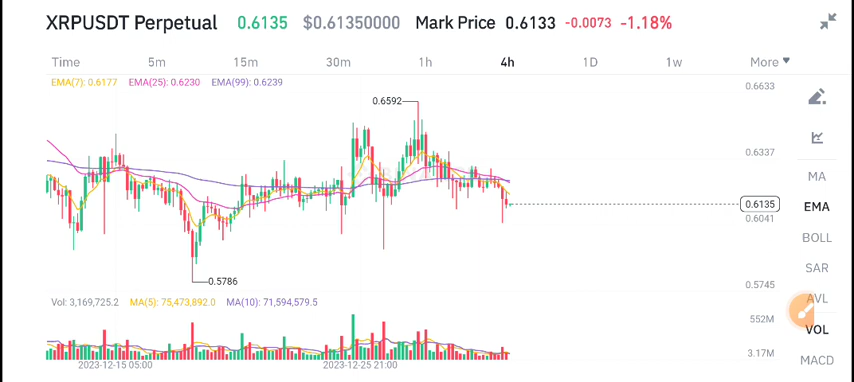 XRPUSDT Perpetual 0.6135 $0.61350000 Mark Price 0.6133 -0.0073 -1.18%
Time 5m 15m 30m 1h 4h 1D 1w More
EMA(7): 0.6177 EMA(25): 0.6230 EMA(99): 0.6239
0.6633
0.6592
0.6337
MA
0.6135
EMA
0.6041
BOLL
SAR
0.5786
0.5745
AVL
Vol: 3,169,725.2 MA(5): 75,473,892.0 MA(10): 71,594,579.5
552M
VOL
3.17M
MACD
2023-12-15 05:00 2023-12-25 21:00